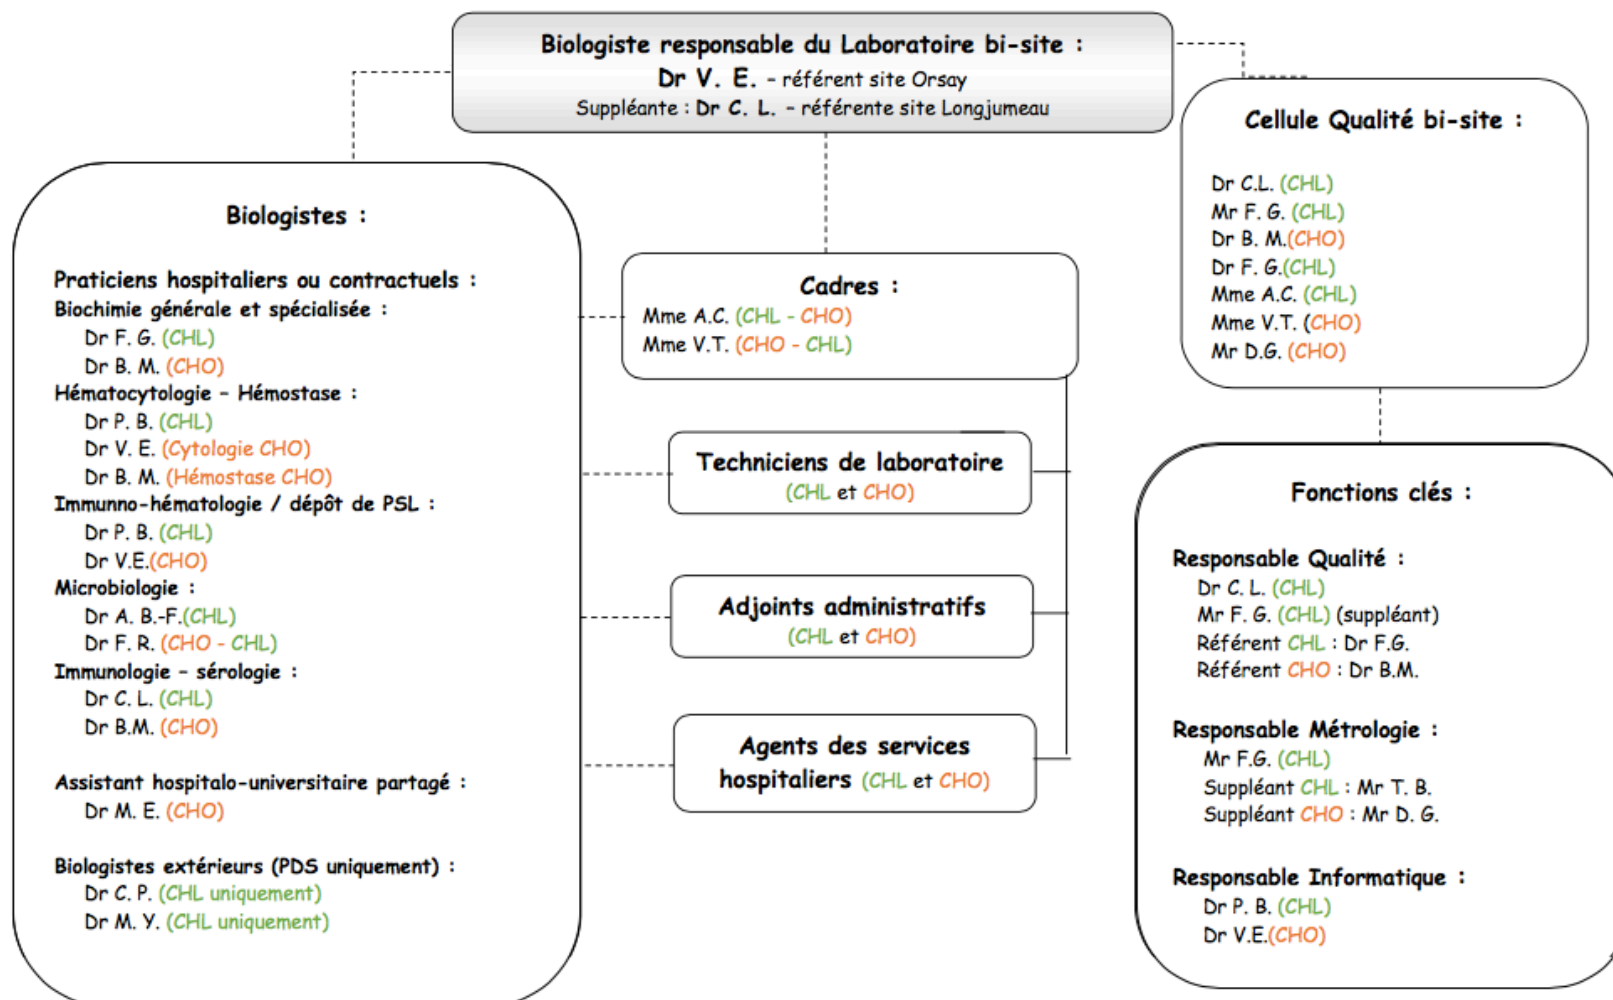 Biologiste responsable du Laboratoire bi-site :
Dr V. E. – référent site Orsay
Suppléante : Dr C. L. – référente site Longjumeau
Biologistes :
Praticiens hospitaliers ou contractuels :
Biochimie générale et spécialisée :
Dr F. G. (CHL)
Dr B. M. (CHO)
Hématocytologie – Hémostase :
Dr P. B. (CHL)
Dr V. E. (Cytologie CHO)
Dr B. M. (Hémostase CHO)
Immunno-hématologie / dépôt de PSL :
Dr P. B. (CHL)
Dr V.E.(CHO)
Microbiologie :
Dr A. B.-F.(CHL)
Dr F. R. (CHO - CHL)
Immunologie – sérologie :
Dr C. L. (CHL)
Dr B.M. (CHO)
Assistant hospitalo-universitaire partagé :
Dr M. E. (CHO)
Biologistes extérieurs (PDS uniquement) :
Dr C. P. (CHL uniquement)
Dr M. Y. (CHL uniquement)
Cadres :
Mme A.C. (CHL - CHO)
Mme V.T. (CHO - CHL)
Techniciens de laboratoire
(CHL et CHO)
Adjoints administratifs
(CHL et CHO)
Agents des services
hospitaliers (CHL et CHO)
Cellule Qualité bi-site :
Dr C.L. (CHL)
Mr F. G. (CHL)
Dr B. M.(CHO)
Dr F. G.(CHL)
Mme A.C. (CHL)
Mme V.T. (CHO)
Mr D.G. (CHO)
Fonctions clés :
Responsable Qualité :
Dr C. L. (CHL)
Mr F. G. (CHL) (suppléant)
Référent CHL : Dr F.G.
Référent CHO : Dr B.M.
Responsable Métrologie :
Mr F.G. (CHL)
Suppléant CHL : Mr T. B.
Suppléant CHO : Mr D. G.
Responsable Informatique :
Dr P. B. (CHL)
Dr V.E.(CHO)